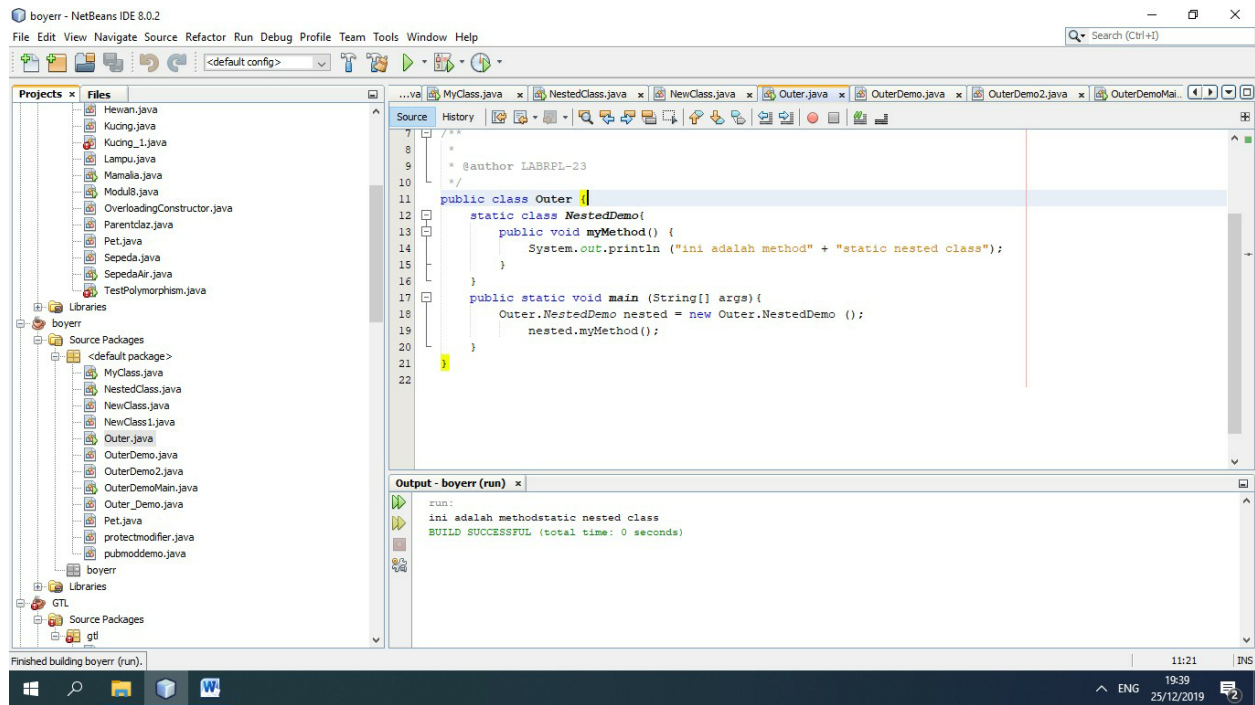 boyerr - NetBeans IDE 8.0.2
File Edit View Navigate Source Refactor Run Debug Profile Team Tools Window Help
Search (Ctrl+I)
<default config>
Projects x Files
Hewan.java
Kucing.java
Kucing_1.java
Lampu.java
Mamalia.java
Modul8.java
OverloadingConstructor.java
Parentclaz.java
Pet.java
Sepeda.java
SepedaAir.java
TestPolymorphism.java
Libraries
boyerr
Source Packages
<default package>
MyClass.java
NestedClass.java
NewClass.java
NewClass1.java
Outer.java
OuterDemo.java
OuterDemo2.java
OuterDemoMain.java
Outer_Demo.java
Pet.java
protectmodifier.java
pubmoddemo.java
boyerr
Libraries
GTL
Source Packages
gtl
...va MyClass.java x NestedClass.java x NewClass.java x Outer.java x OuterDemo.java x OuterDemo2.java x OuterDemoMai...
Source History
7 /**
8 *
9 * @author LABRPL-23
10 */
11 public class Outer {
12 static class NestedDemo{
13 public void myMethod() {
14 System.out.println ("ini adalah method" + "static nested class");
15 }
16 }
17 public static void main (String[] args){
18 Outer.NestedDemo nested = new Outer.NestedDemo ();
19 nested.myMethod();
20 }
21 }
22
Output - boyerr (run) x
run:
ini adalah methodstatic nested class
BUILD SUCCESSFUL (total time: 0 seconds)
Finished building boyerr (run).
11:21 INS
ENG
19:39
25/12/2019
2